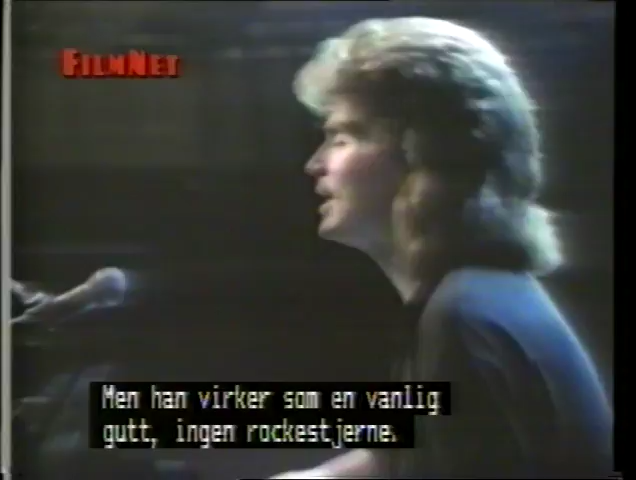 FILMNET
Men han virker som en vanlig
gutt, ingen rockestjerne.